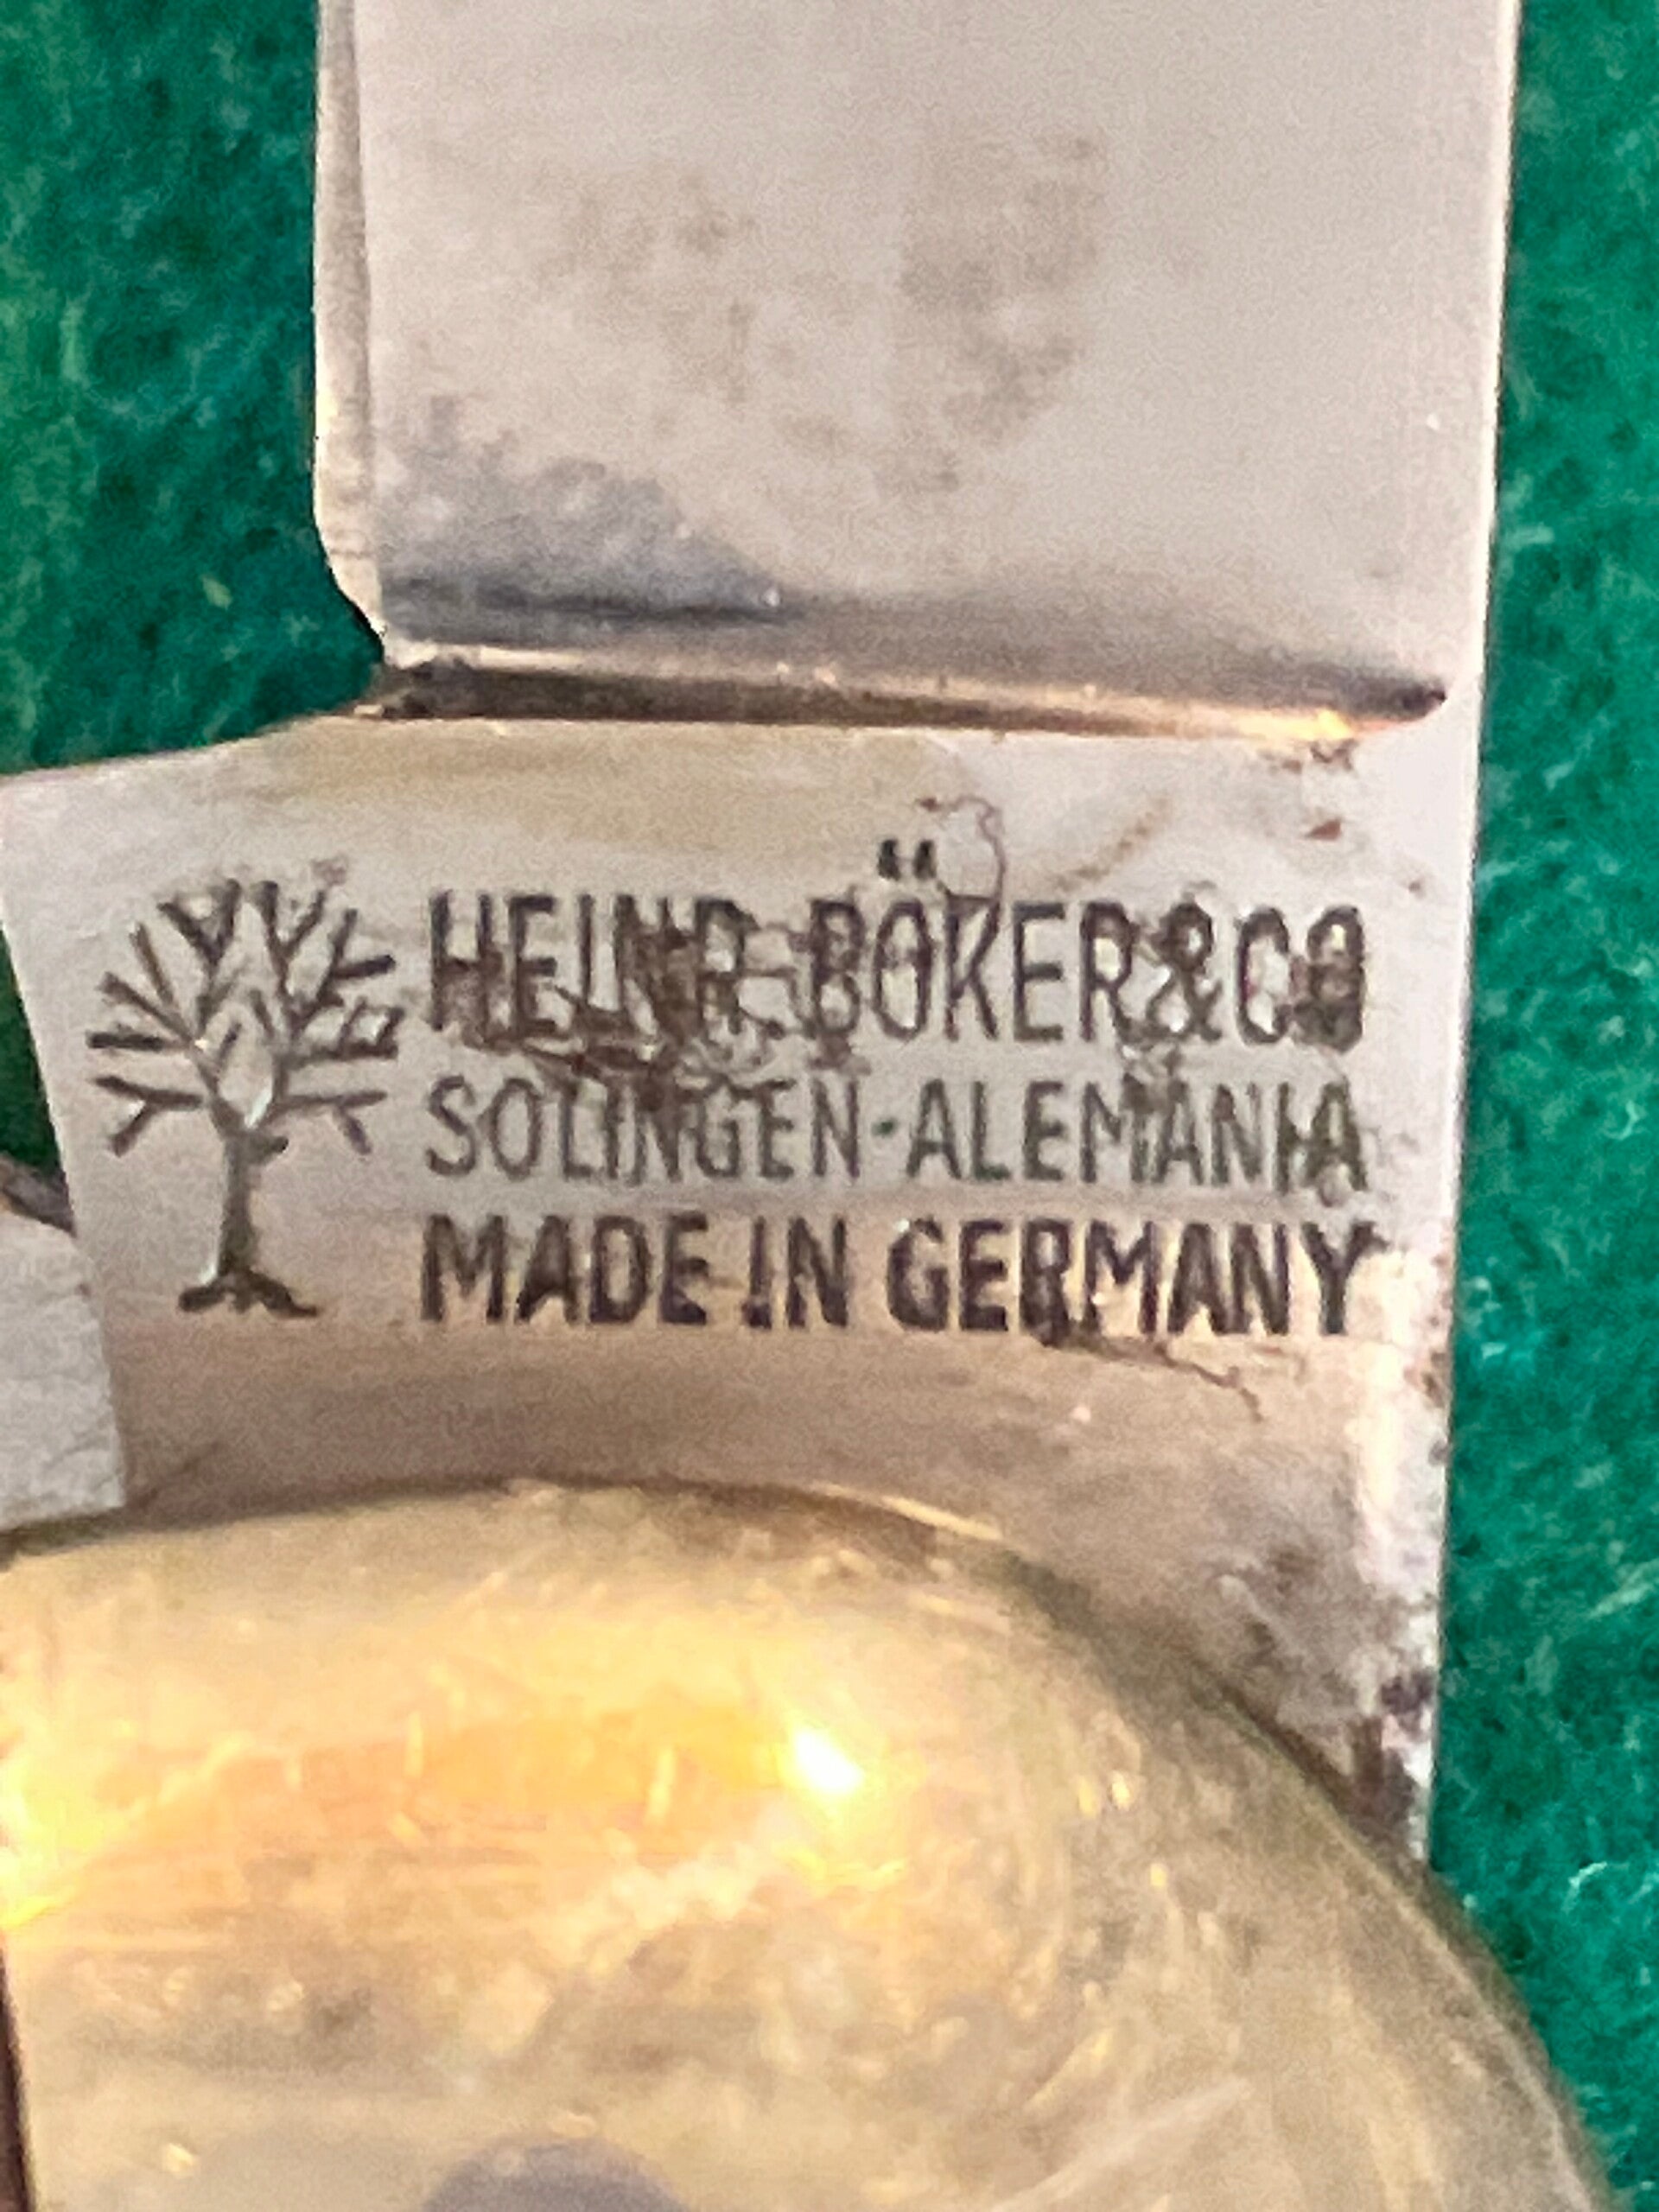 HEINR. BÖKER & CO
SOLINGEN-ALEMANIA
MADE IN GERMANY